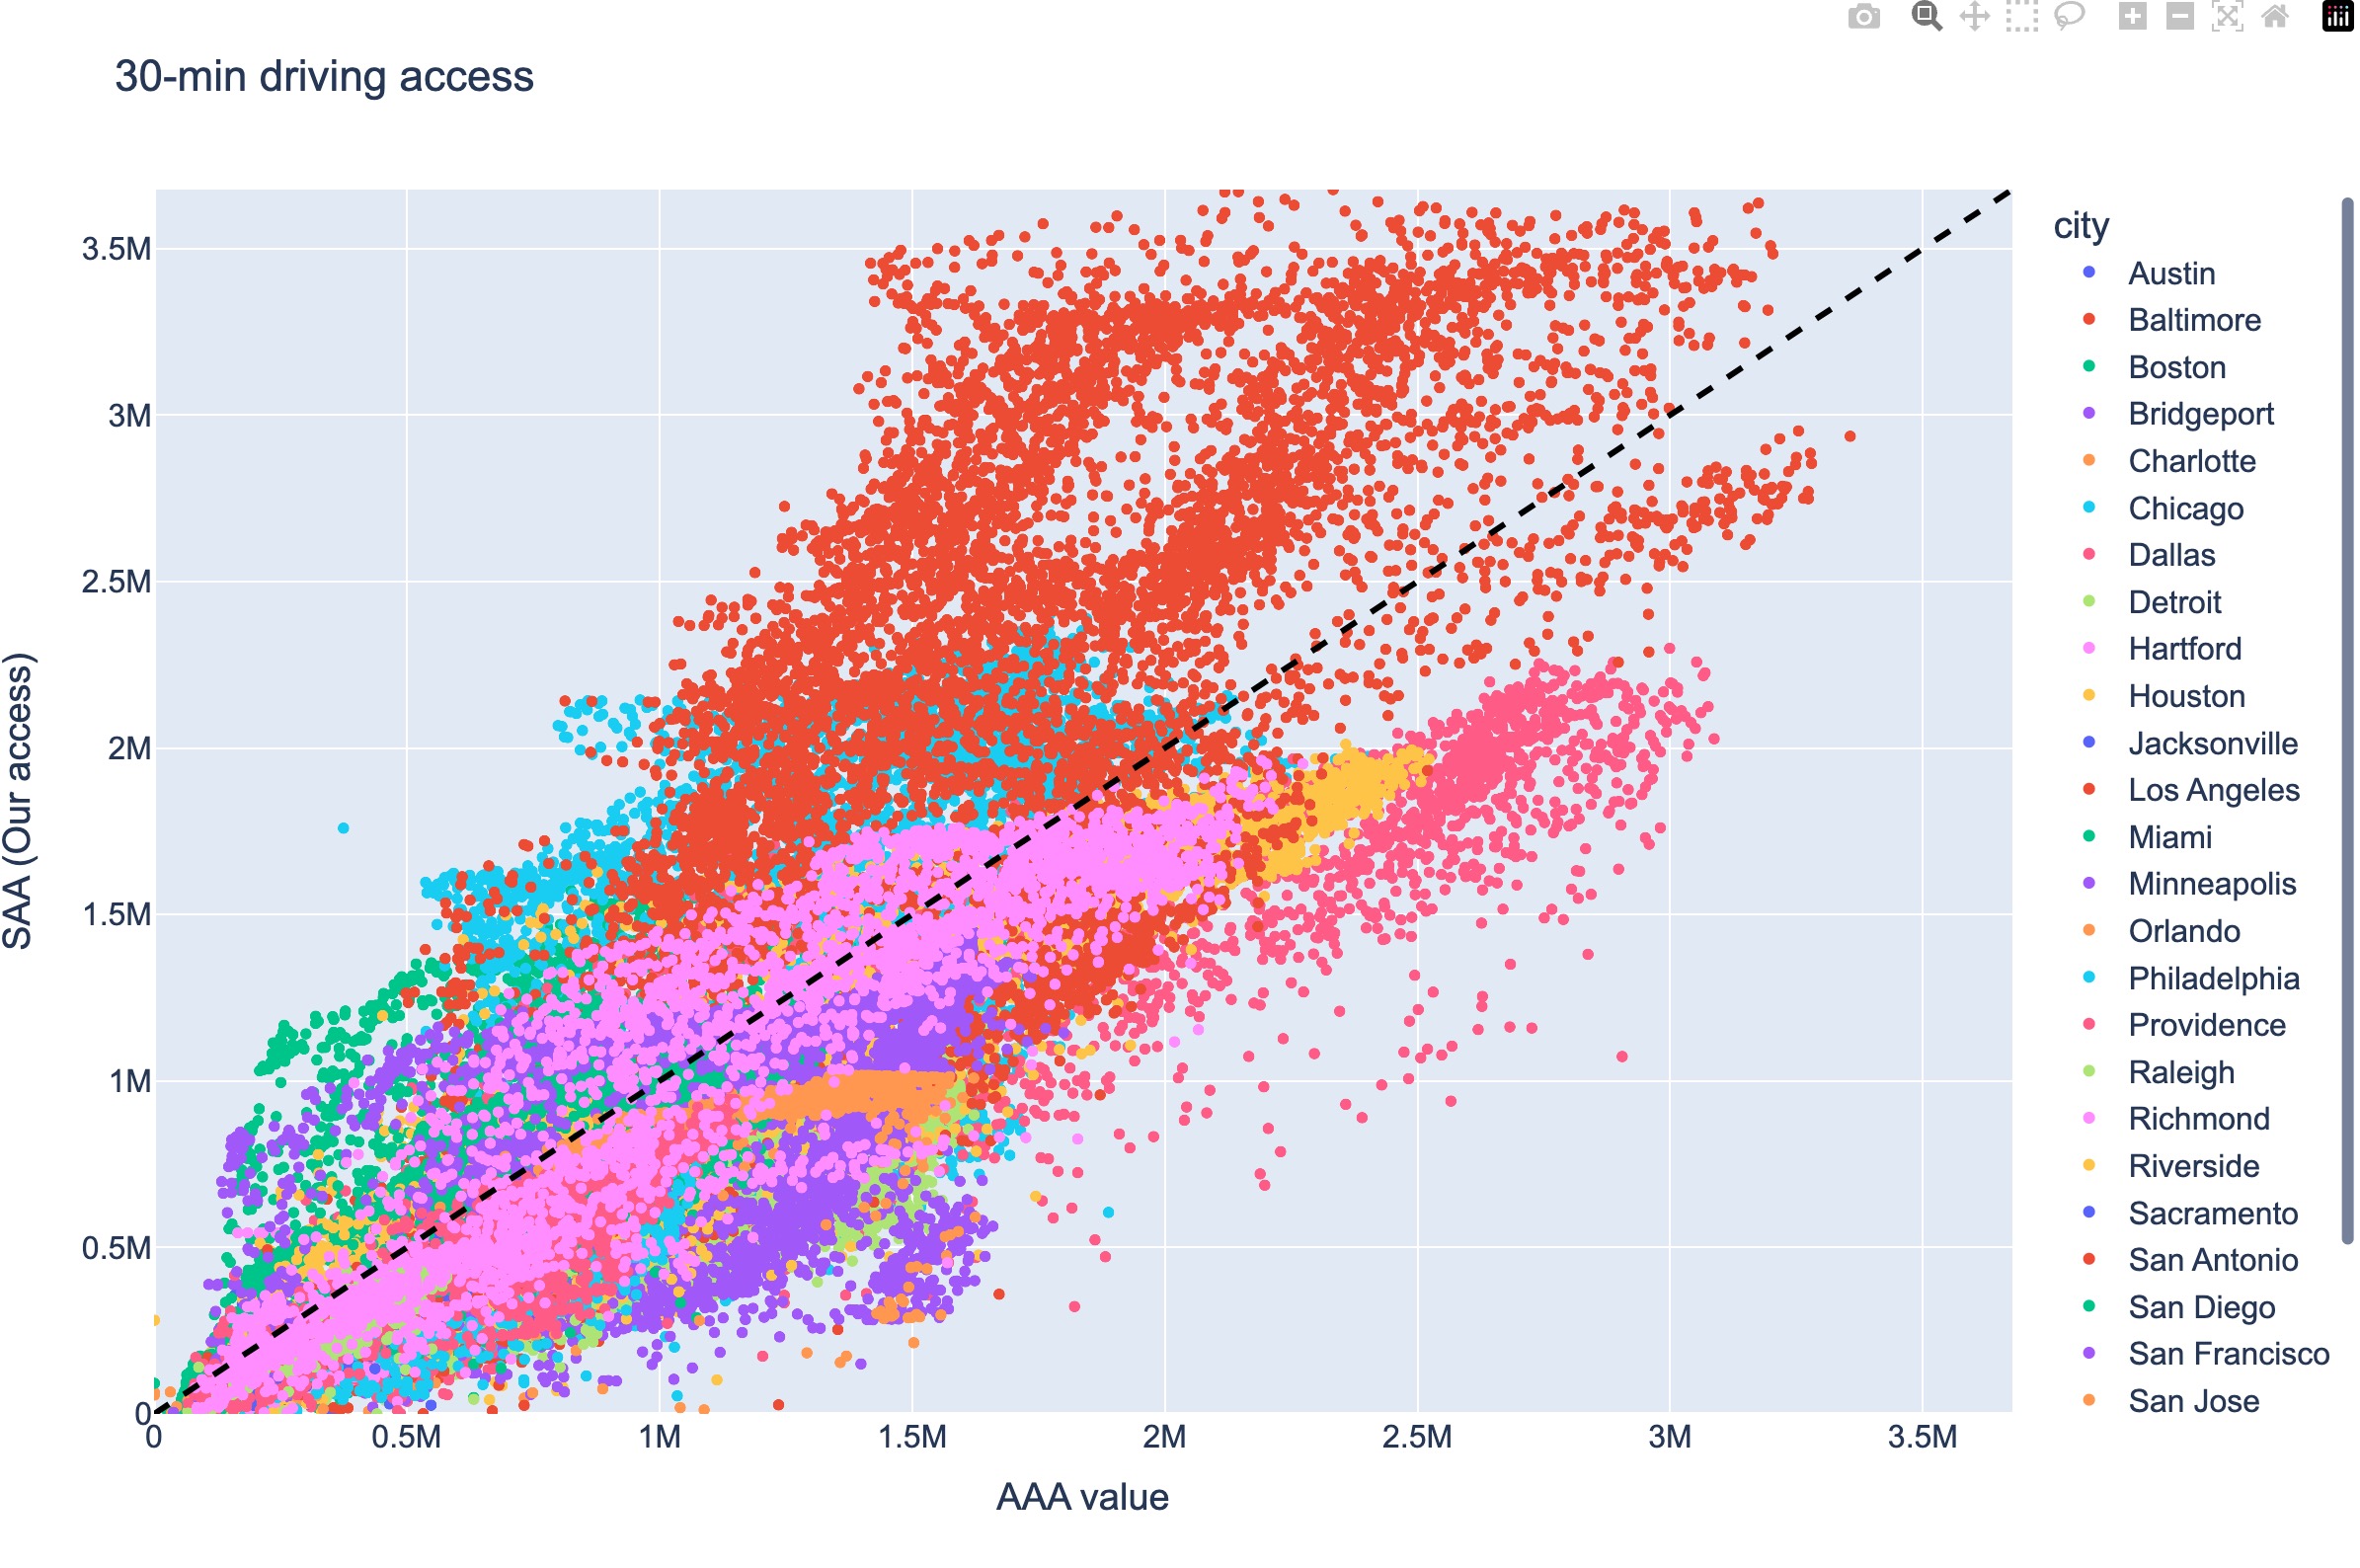 30-min driving access
3.5M
3M
2.5M
2M
1.5M
1M
0.5M
0
0
0.5M
1M
1.5M
2M
2.5M
3M
3.5M
SAA (Our access)
AAA value
city
Austin
Baltimore
Boston
Bridgeport
Charlotte
Chicago
Dallas
Detroit
Hartford
Houston
Jacksonville
Los Angeles
Miami
Minneapolis
Orlando
Philadelphia
Providence
Raleigh
Richmond
Riverside
Sacramento
San Antonio
San Diego
San Francisco
San Jose